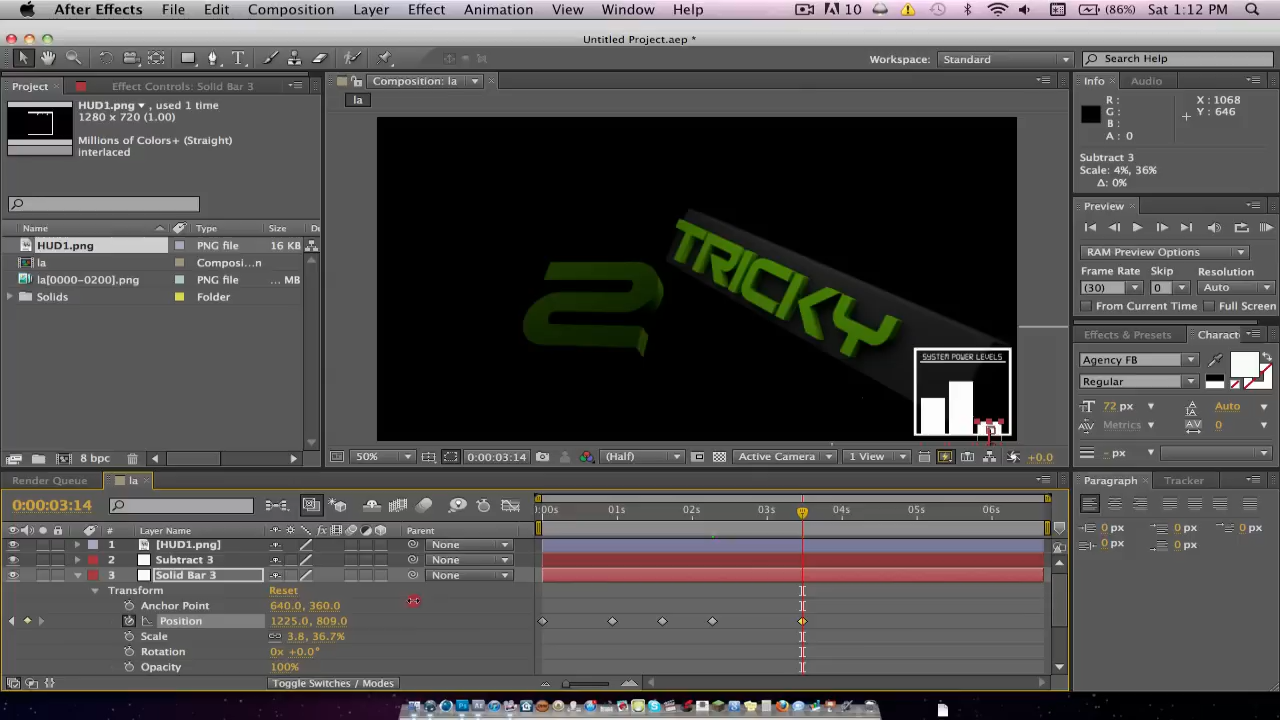 After Effects File Edit Composition Layer Effect Animation View Window Help 10 (86%) Sat 1:12 PM
Untitled Project.aep *
Workspace: Standard Search Help
Project Effect Controls: Solid Bar 3 Composition: la Info Audio
HUD1.png , used 1 time
1280 x 720 (1.00)
Millions of Colors+ (Straight)
interlaced
la
R :
G :
B :
A : 0
X : 1068
Y : 646
Subtract 3
Scale: 4%, 36%
Δ: 0%
Preview
RAM Preview Options
Frame Rate Skip Resolution
(30) 0 Auto
From Current Time Full Screen
Name Type Size
HUD1.png PNG file 16 KB
la Composi...n
la[0000-0200].png PNG file ... MB
Solids Folder
2
TRICKY
SYSTEM POWER LEVELS
Effects & Presets Charact
Agency FB
Regular
72 px Auto
Metrics 0
- px
8 bpc
50% 0:00:03:14 (Half) Active Camera 1 View +0.0
Render Queue la
Paragraph Tracker
0:00:03:14
:00s 01s 02s 03s 04s 05s 06s
# Layer Name Parent
1 [HUD1.png] None
2 Subtract 3 None
3 Solid Bar 3 None
Transform Reset
Anchor Point 640.0, 360.0
Position 1225.0, 809.0
Scale 3.8, 36.7%
Rotation 0x +0.0°
Opacity 100%
Toggle Switches / Modes
0 px 0 px 0 px
0 px 0 px